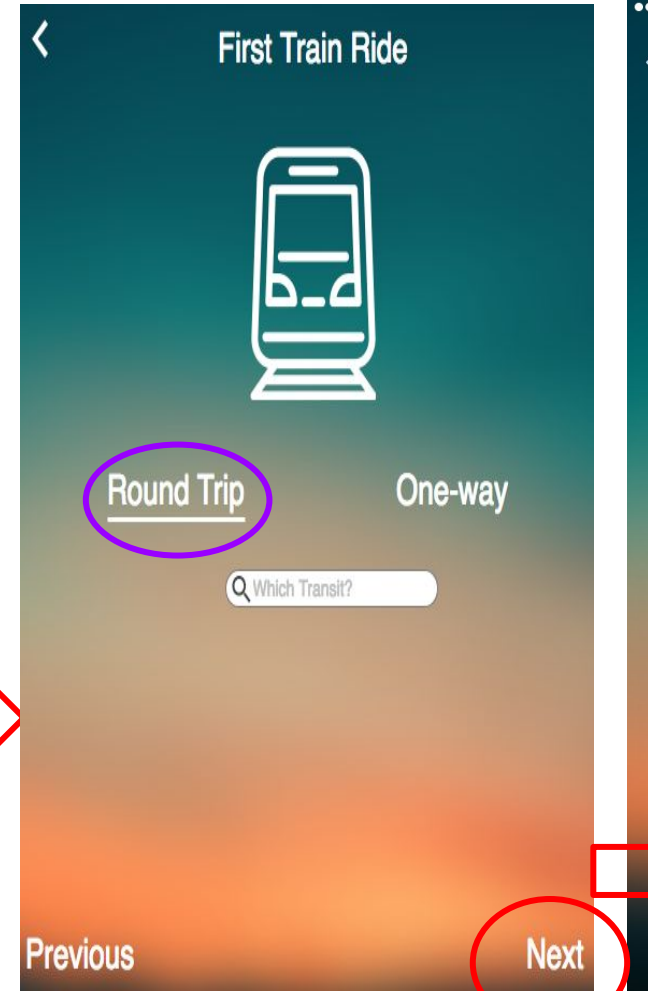 First Train Ride
Round Trip One-way
Which Transit?
Previous Next